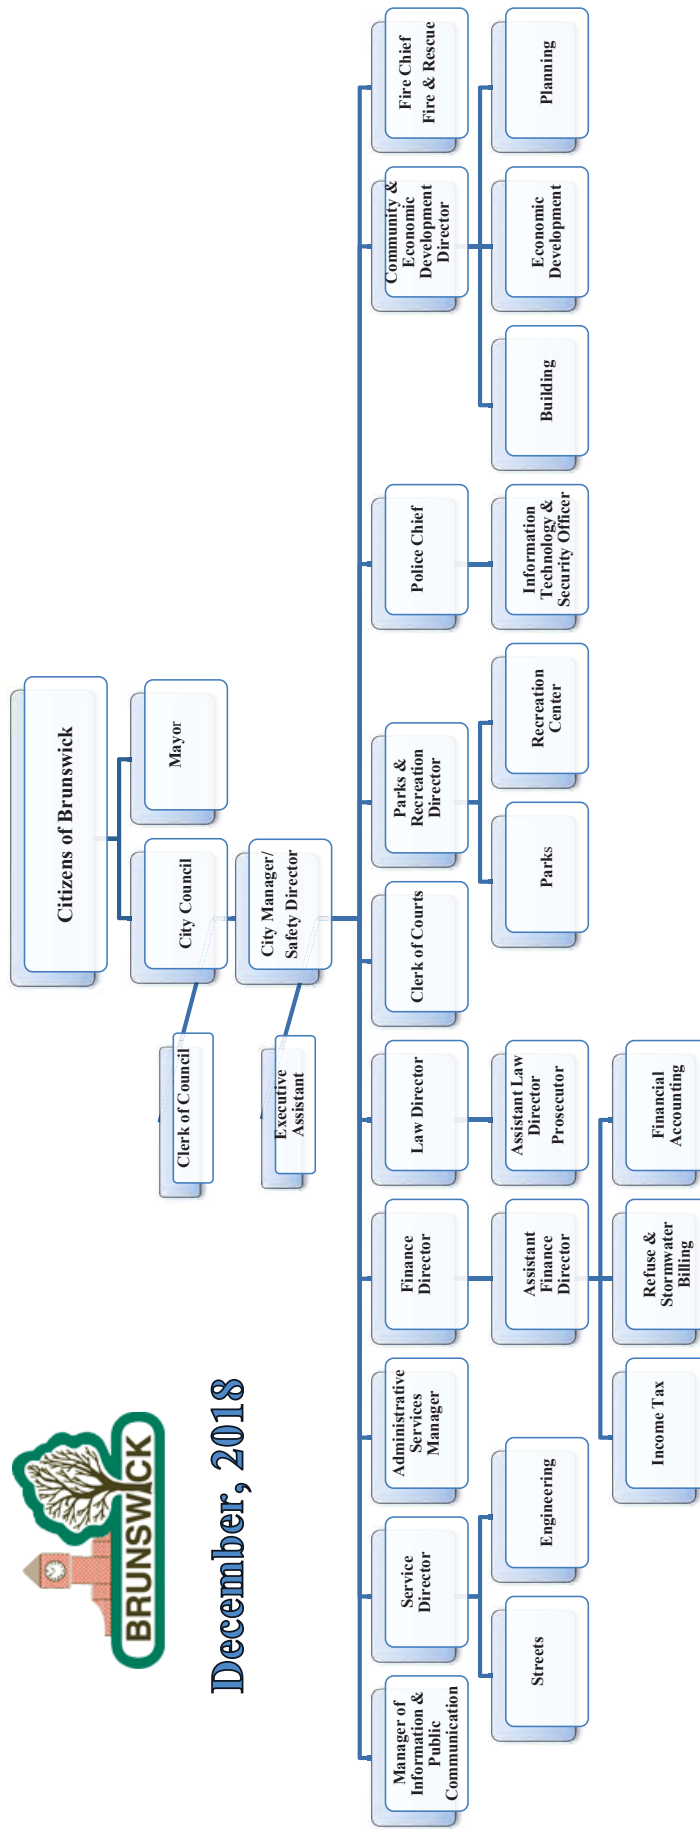 BRUNSWICK
December, 2018
Citizens of Brunswick
City Council
Mayor
Clerk of Council
City Manager/
Safety Director
Executive
Assistant
Manager of
Information &
Public
Communication
Service
Director
Administrative
Services
Manager
Finance
Director
Law Director
Clerk of Courts
Parks &
Recreation
Director
Police Chief
Community &
Economic
Development
Director
Fire Chief
Fire & Rescue
Streets
Engineering
Assistant
Finance
Director
Assistant Law
Director
Prosecutor
Parks
Recreation
Center
Information
Technology &
Security Officer
Building
Economic
Development
Planning
Income Tax
Refuse &
Stormwater
Billing
Financial
Accounting